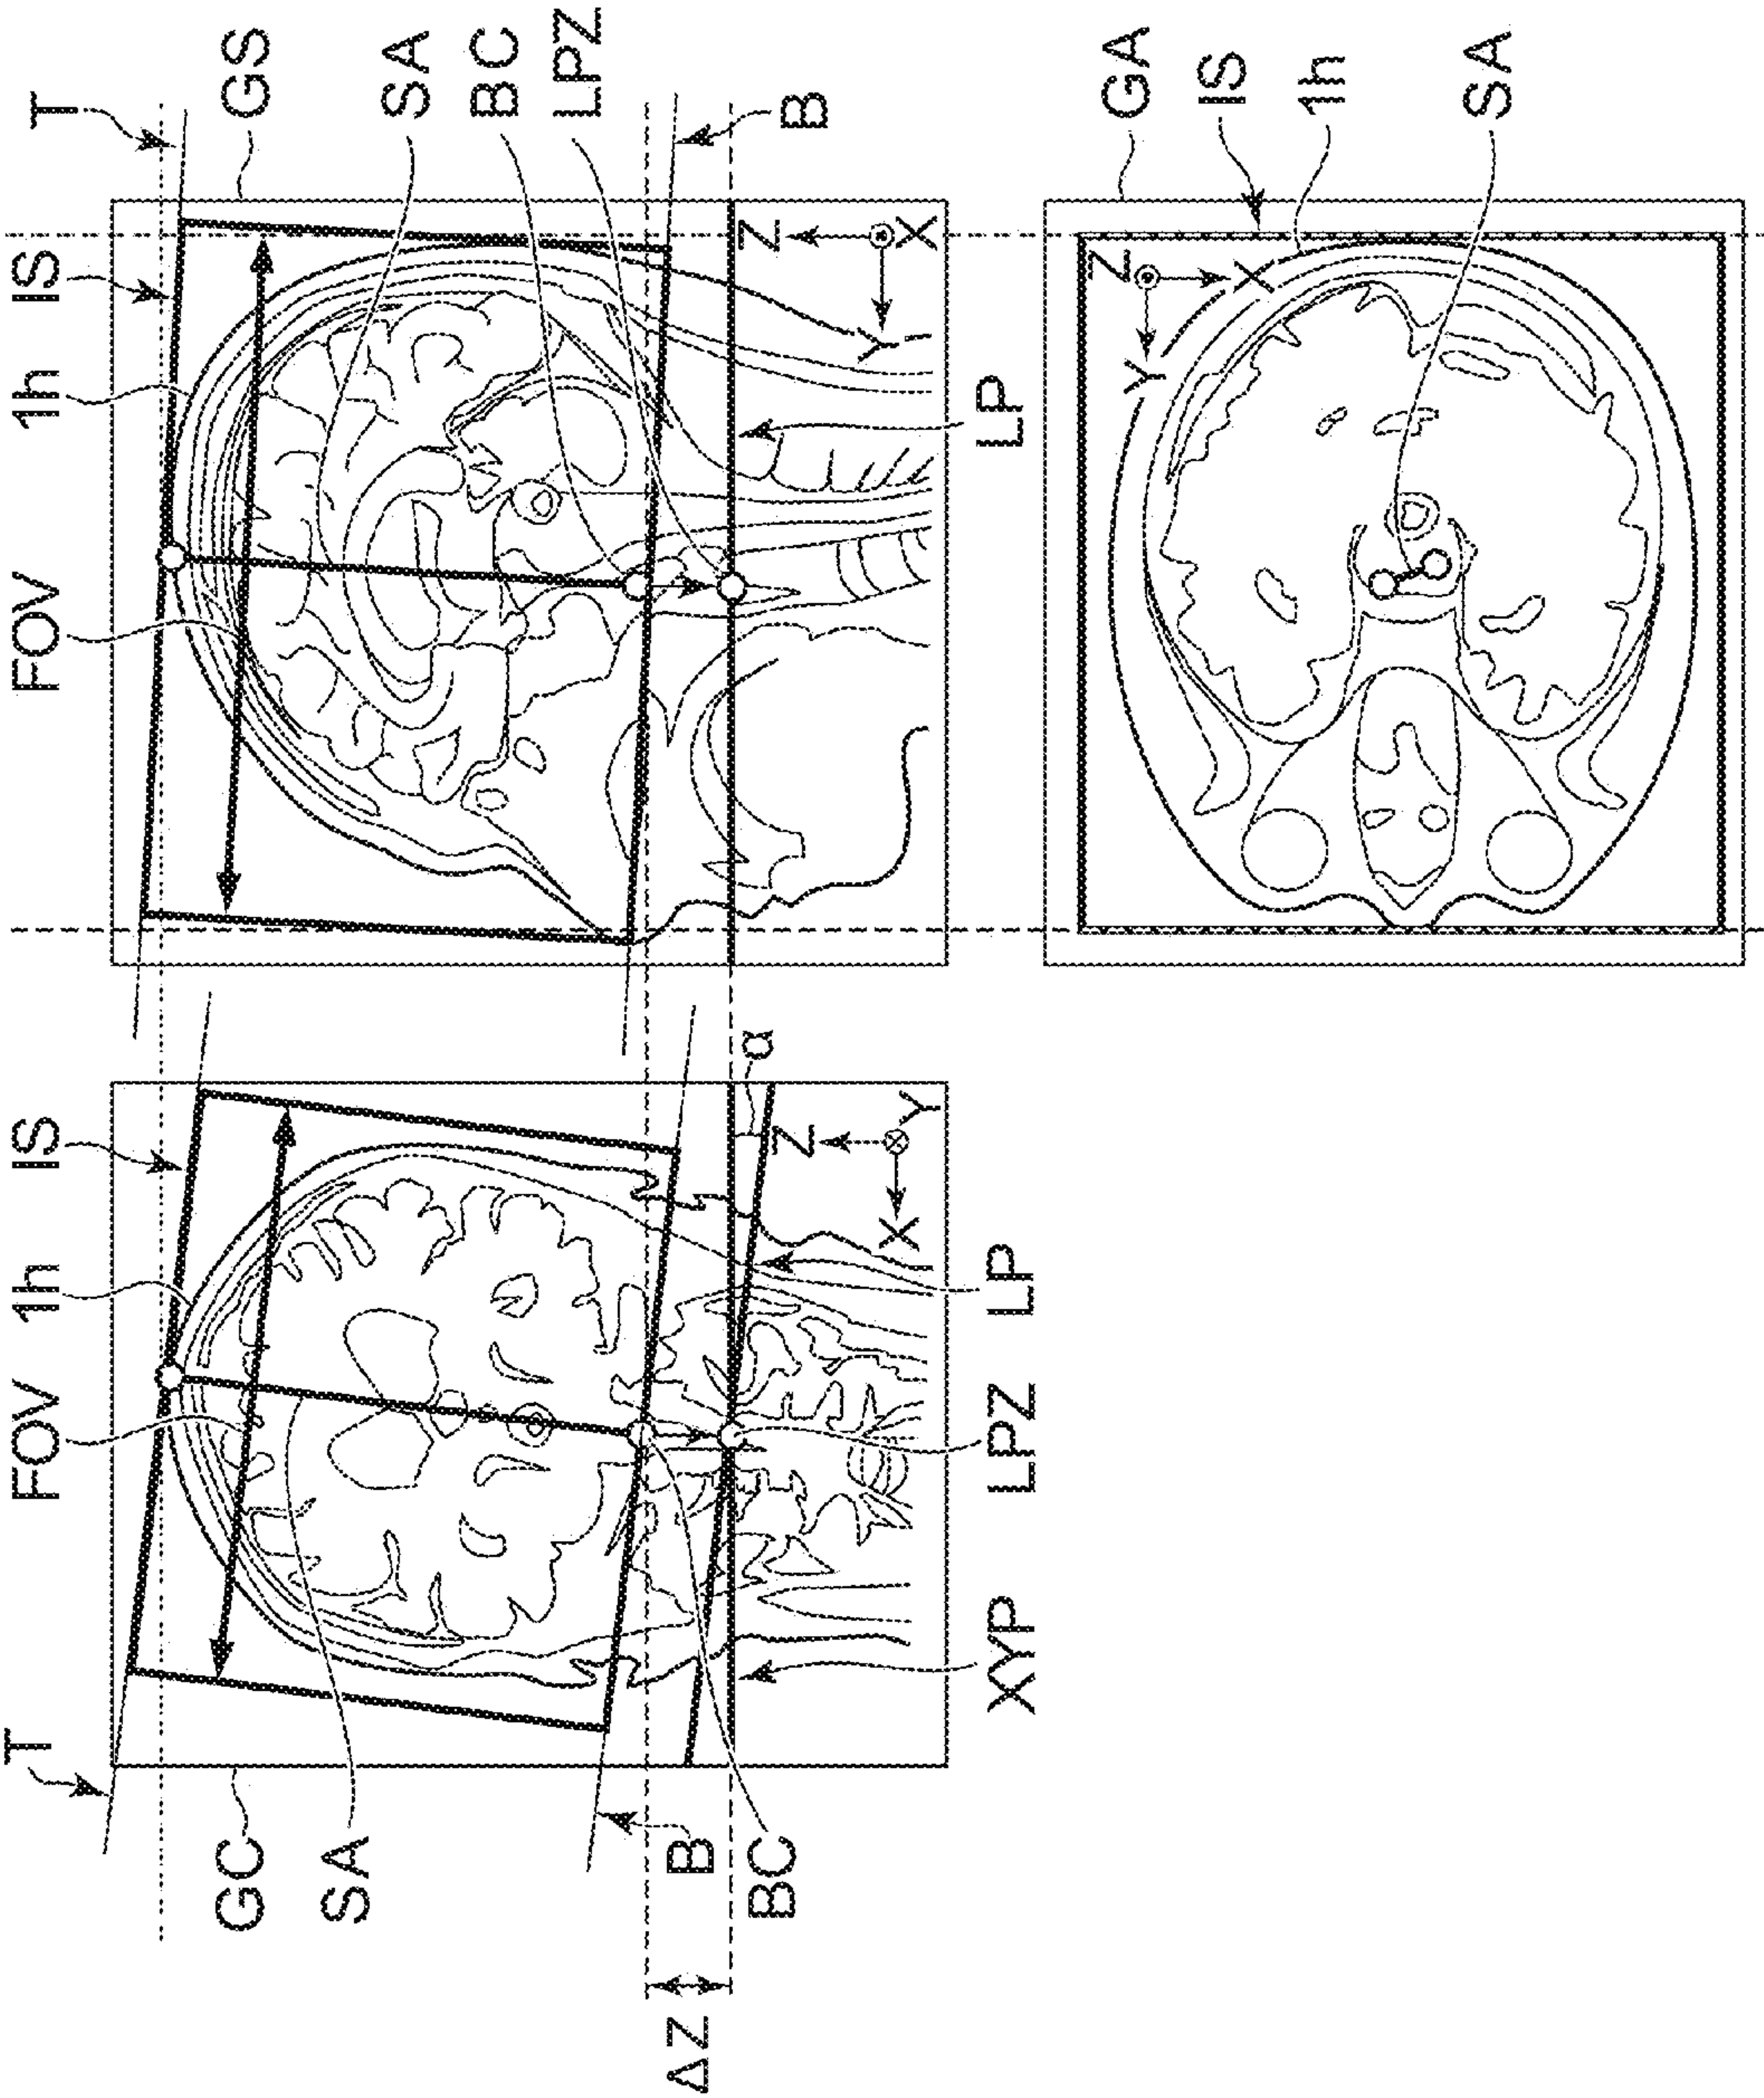 T
GC
SA
FOV
1h
IS
B
BC
ΔZ
XYP
LPZ
LP
α
Z
X
Y
FOV
1h
IS
T
GS
SA
BC
LPZ
B
Z
Y
X
LP
GA
IS
1h
SA
Z
Y
X